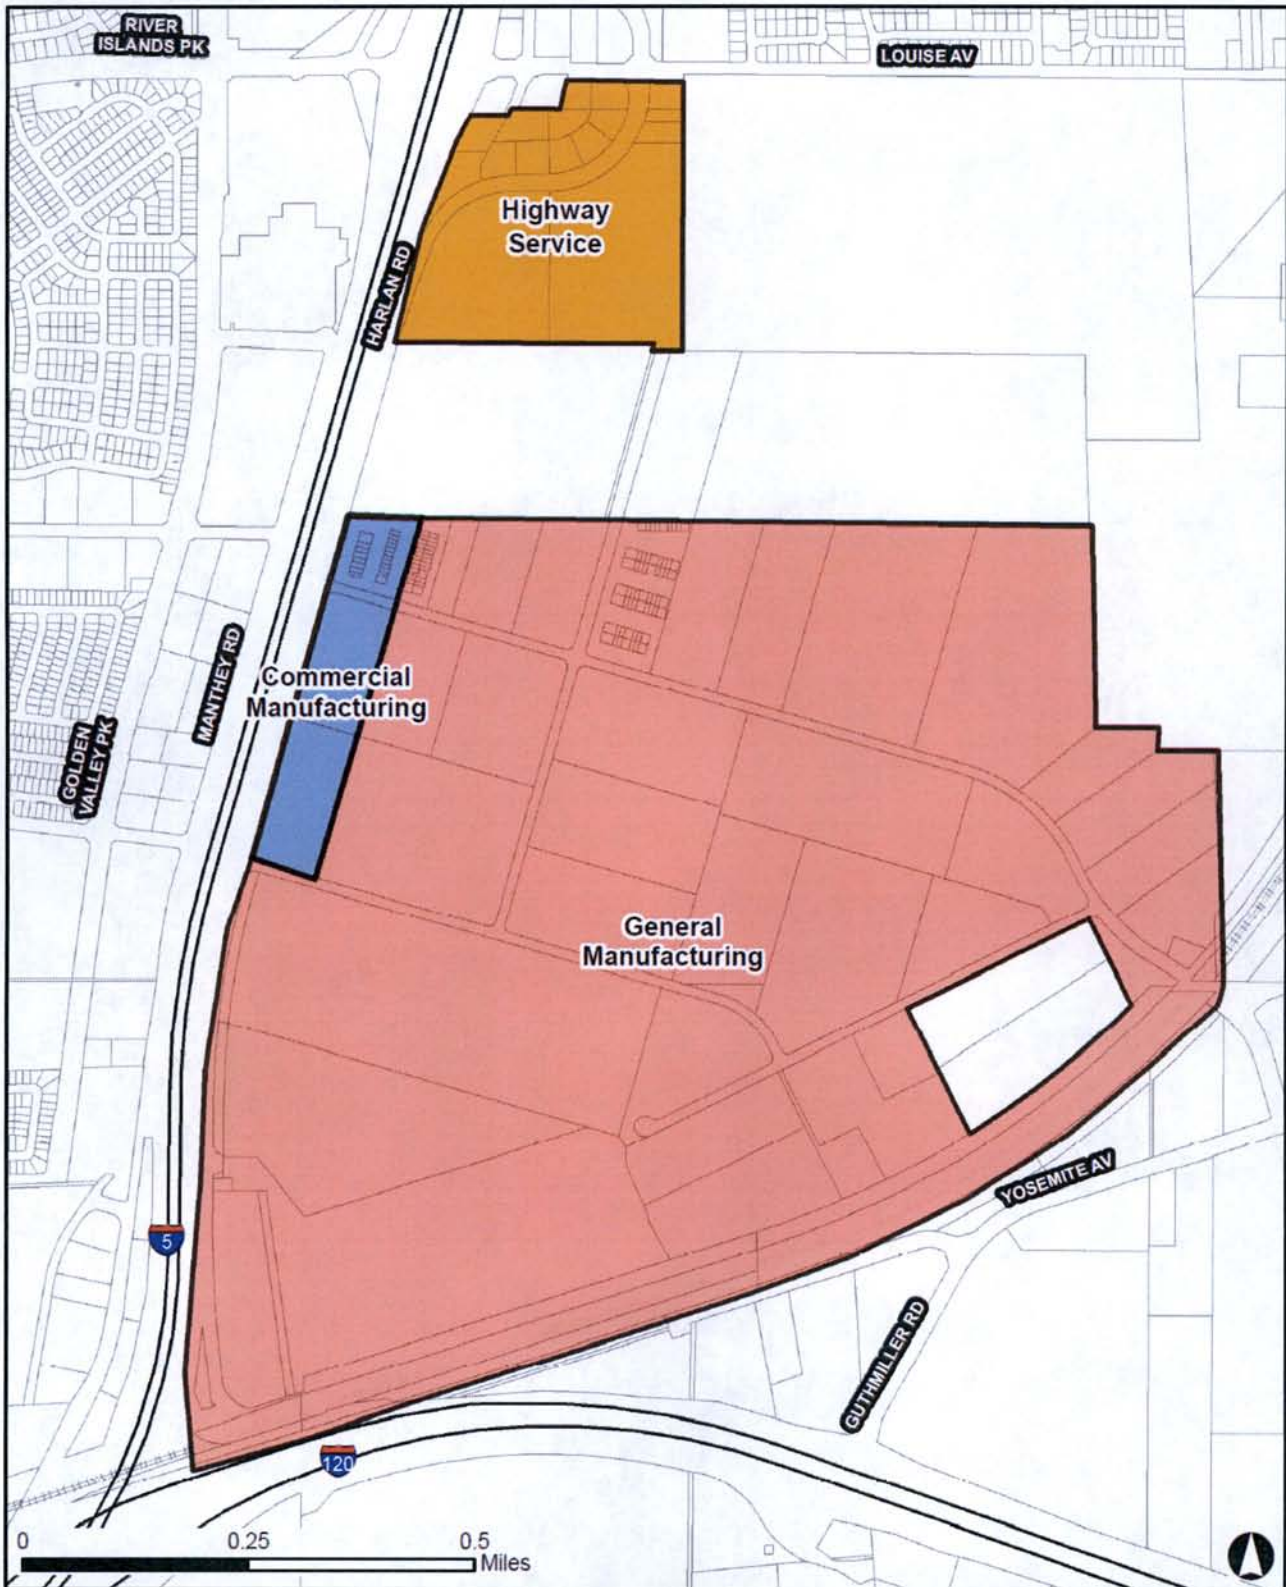 RIVER
ISLANDS PK
LOUISE AV
Highway
Service
HARLAN RD
MANTHEY RD
Commercial
Manufacturing
GOLDEN
VALLEY PK
General
Manufacturing
YOSEMITE AV
5
GUTHMILLER RD
120
0 0.25 0.5
Miles